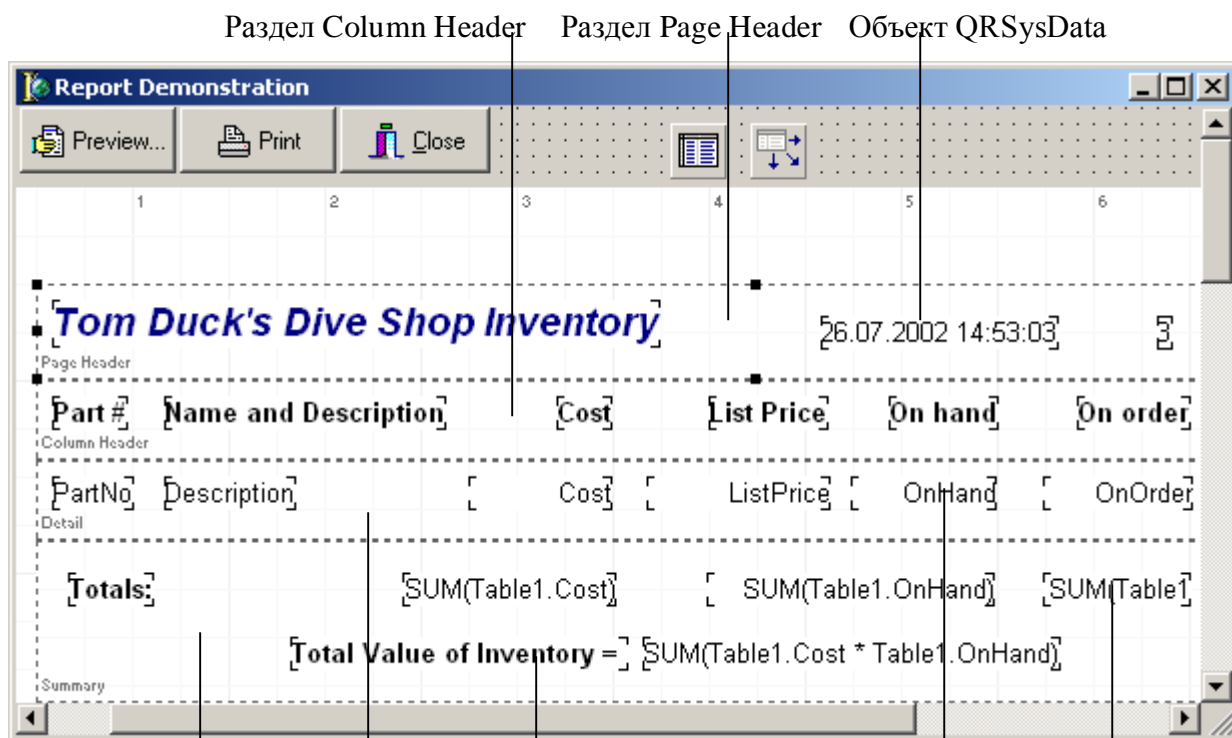 Раздел Column Header Раздел Page Header Объект QRSysData
Report Demonstration
Preview... Print Close
1 2 3 4 5 6
Tom Duck's Dive Shop Inventory 26.07.2002 14:53:03 3
Page Header
Part # Name and Description Cost List Price On hand On order
Column Header
PartNo Description Cost ListPrice OnHand OnOrder
Detail
Totals: SUM(Table1.Cost) SUM(Table1.OnHand) SUM(Table1
Total Value of Inventory = SUM(Table1.Cost * Table1.OnHand)
Summary